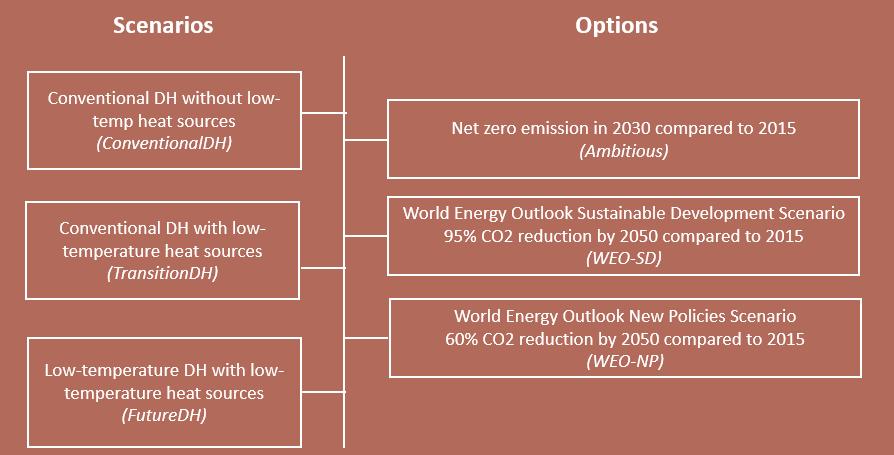 Scenarios
Options
Conventional DH without low-
temp heat sources
(ConventionalDH)
Conventional DH with low-
temperature heat sources
(TransitionDH)
Low-temperature DH with low-
temperature heat sources
(FutureDH)
Net zero emission in 2030 compared to 2015
(Ambitious)
World Energy Outlook Sustainable Development Scenario
95% CO2 reduction by 2050 compared to 2015
(WEO-SD)
World Energy Outlook New Policies Scenario
60% CO2 reduction by 2050 compared to 2015
(WEO-NP)